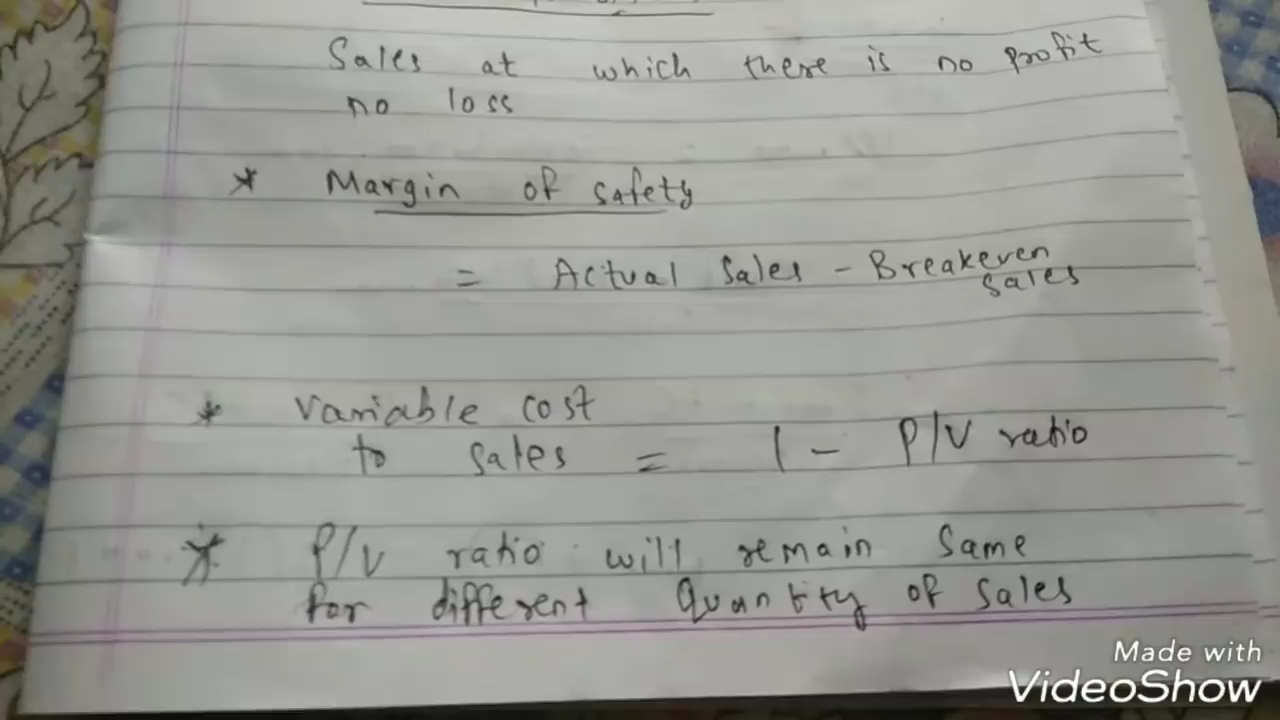 Sales at which there is no profit
no loss
* Margin of safety
= Actual Sales - Breakeven
sales
* Variable cost
to sales = 1 - P/V ratio
* P/V ratio will remain same
for different Quantity of sales
Made with
VideoShow